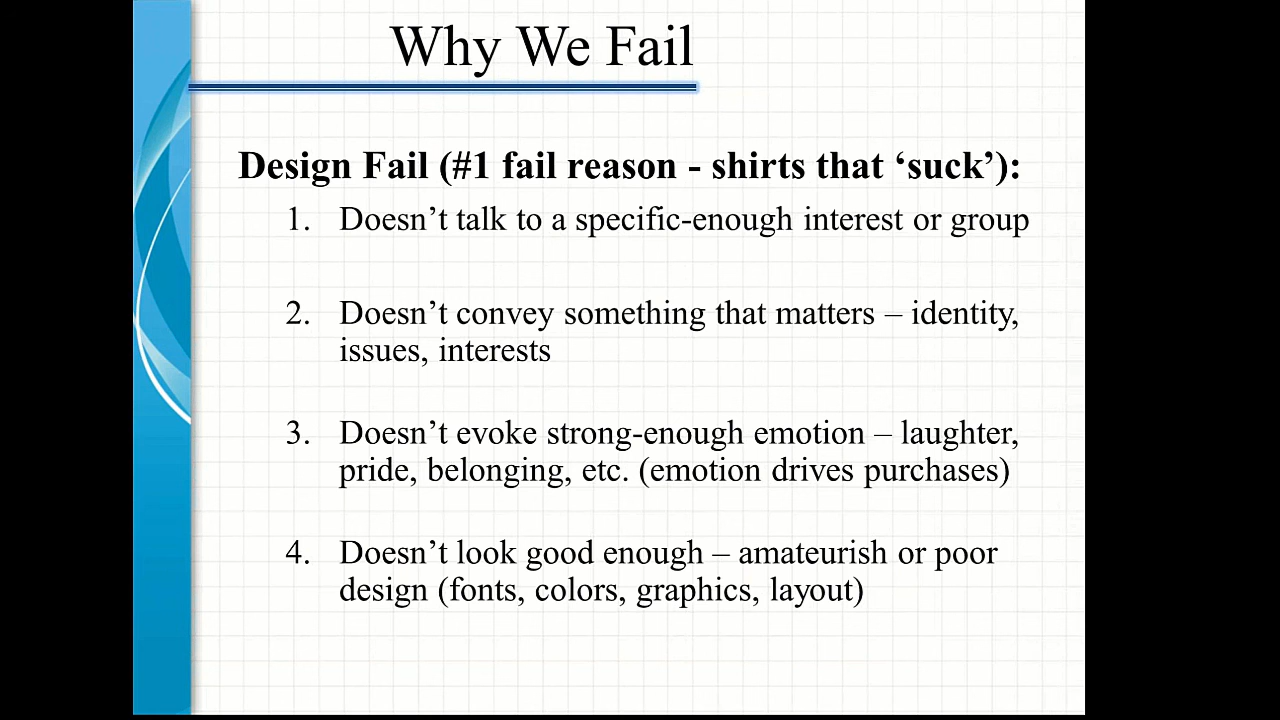 Why We Fail
Design Fail (#1 fail reason - shirts that ‘suck’):
1. Doesn’t talk to a specific-enough interest or group
2. Doesn’t convey something that matters – identity,
issues, interests
3. Doesn’t evoke strong-enough emotion – laughter,
pride, belonging, etc. (emotion drives purchases)
4. Doesn’t look good enough – amateurish or poor
design (fonts, colors, graphics, layout)